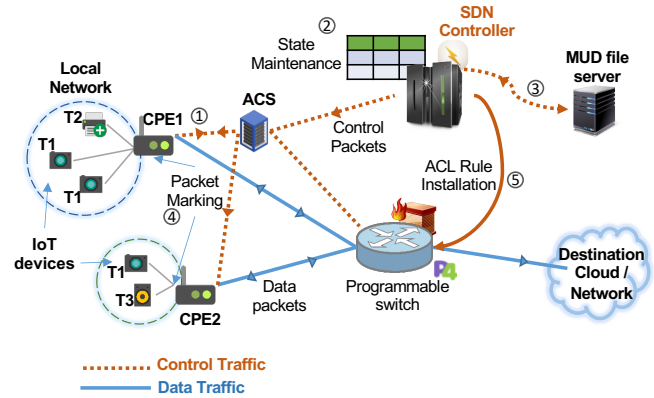 ②
State
Maintenance
SDN
Controller
③
MUD file
server
Local
Network
ACS
CPE1
①
T2
T1
T1
Control
Packets
ACL Rule
Installation
⑤
Packet
Marking
④
IoT
devices
T1
T3
CPE2
Data
packets
Programmable
switch
P4
Destination
Cloud /
Network
Control Traffic
Data Traffic